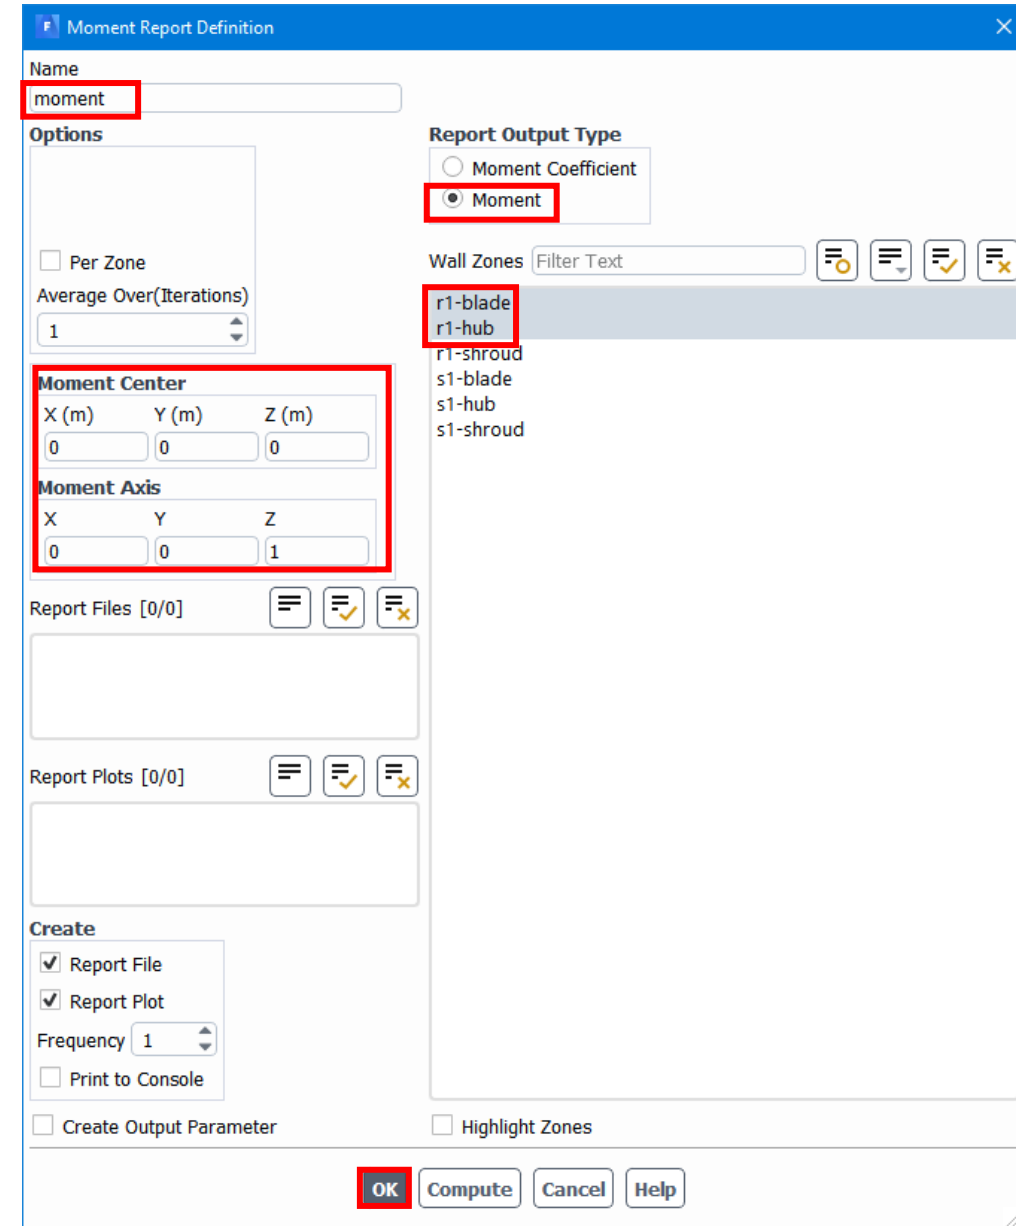 F Moment Report Definition
Name
moment
Options
Per Zone
Average Over(Iterations)
1
Moment Center
X (m) Y (m) Z (m)
0 0 0
Moment Axis
X Y Z
0 0 1
Report Files [0/0]
Report Plots [0/0]
Create
Report File
Report Plot
Frequency 1
Print to Console
Create Output Parameter
Report Output Type
Moment Coefficient
Moment
Wall Zones Filter Text
r1-blade
r1-hub
r1-shroud
s1-blade
s1-hub
s1-shroud
Highlight Zones
OK Compute Cancel Help